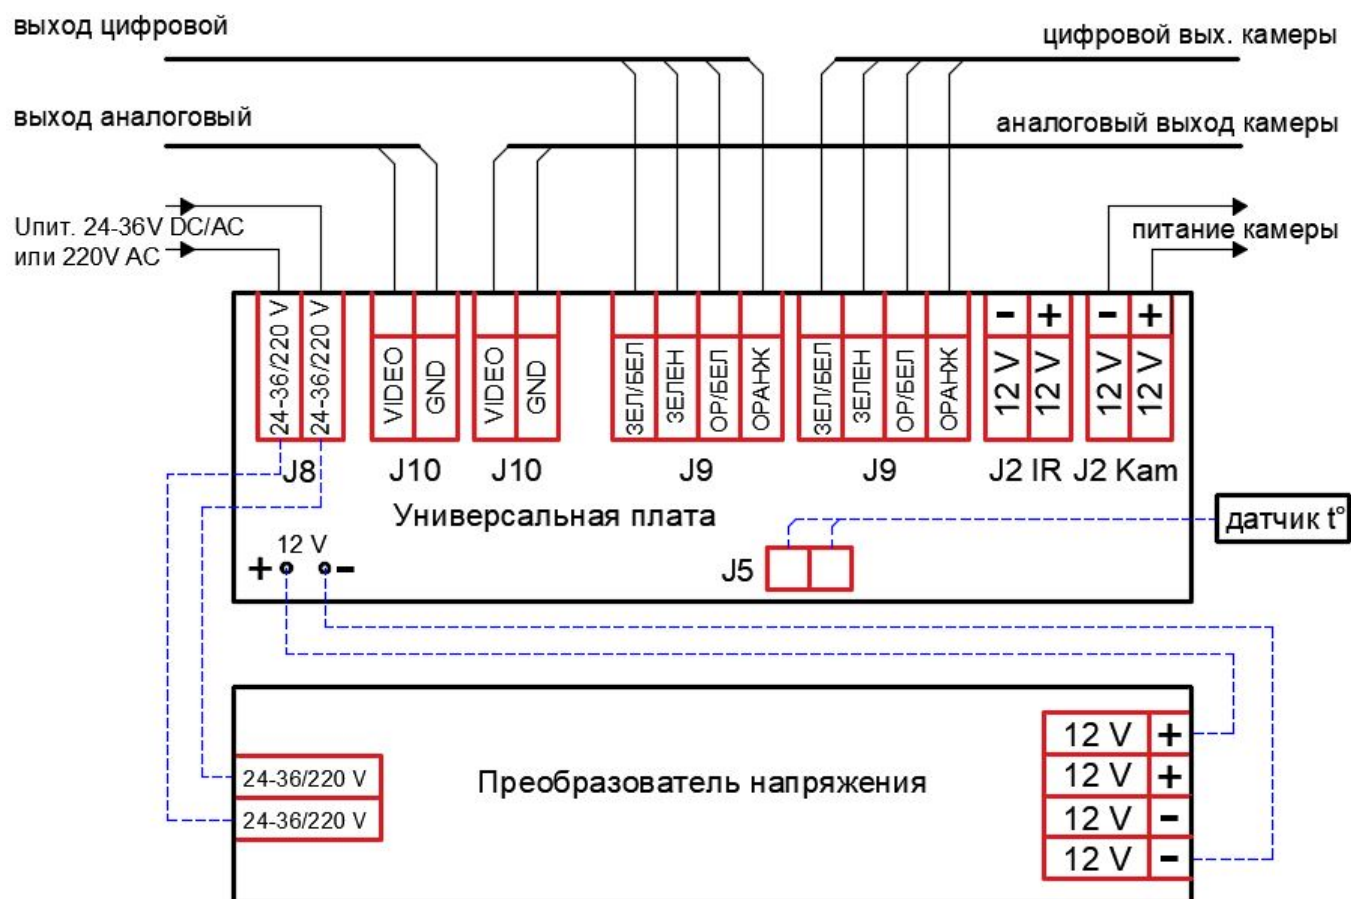 выход цифровой
цифровой вых. камеры
выход аналоговый
аналоговый выход камеры
Uпит. 24-36V DC/AC
или 220V AC
питание камеры
24-36/220 V
24-36/220 V
VIDEO
GND
VIDEO
GND
ЗЕЛ/БЕЛ
ЗЕЛЕН
ОР/БЕЛ
ОРАНЖ
ЗЕЛ/БЕЛ
ЗЕЛЕН
ОР/БЕЛ
ОРАНЖ
12 V -
12 V +
12 V -
12 V +
J8
J10
J10
J9
J9
J2 IR
J2 Kam
Универсальная плата
датчик t°
12 V
+ -
J5
12 V +
24-36/220 V
Преобразователь напряжения
12 V +
24-36/220 V
12 V -
12 V -